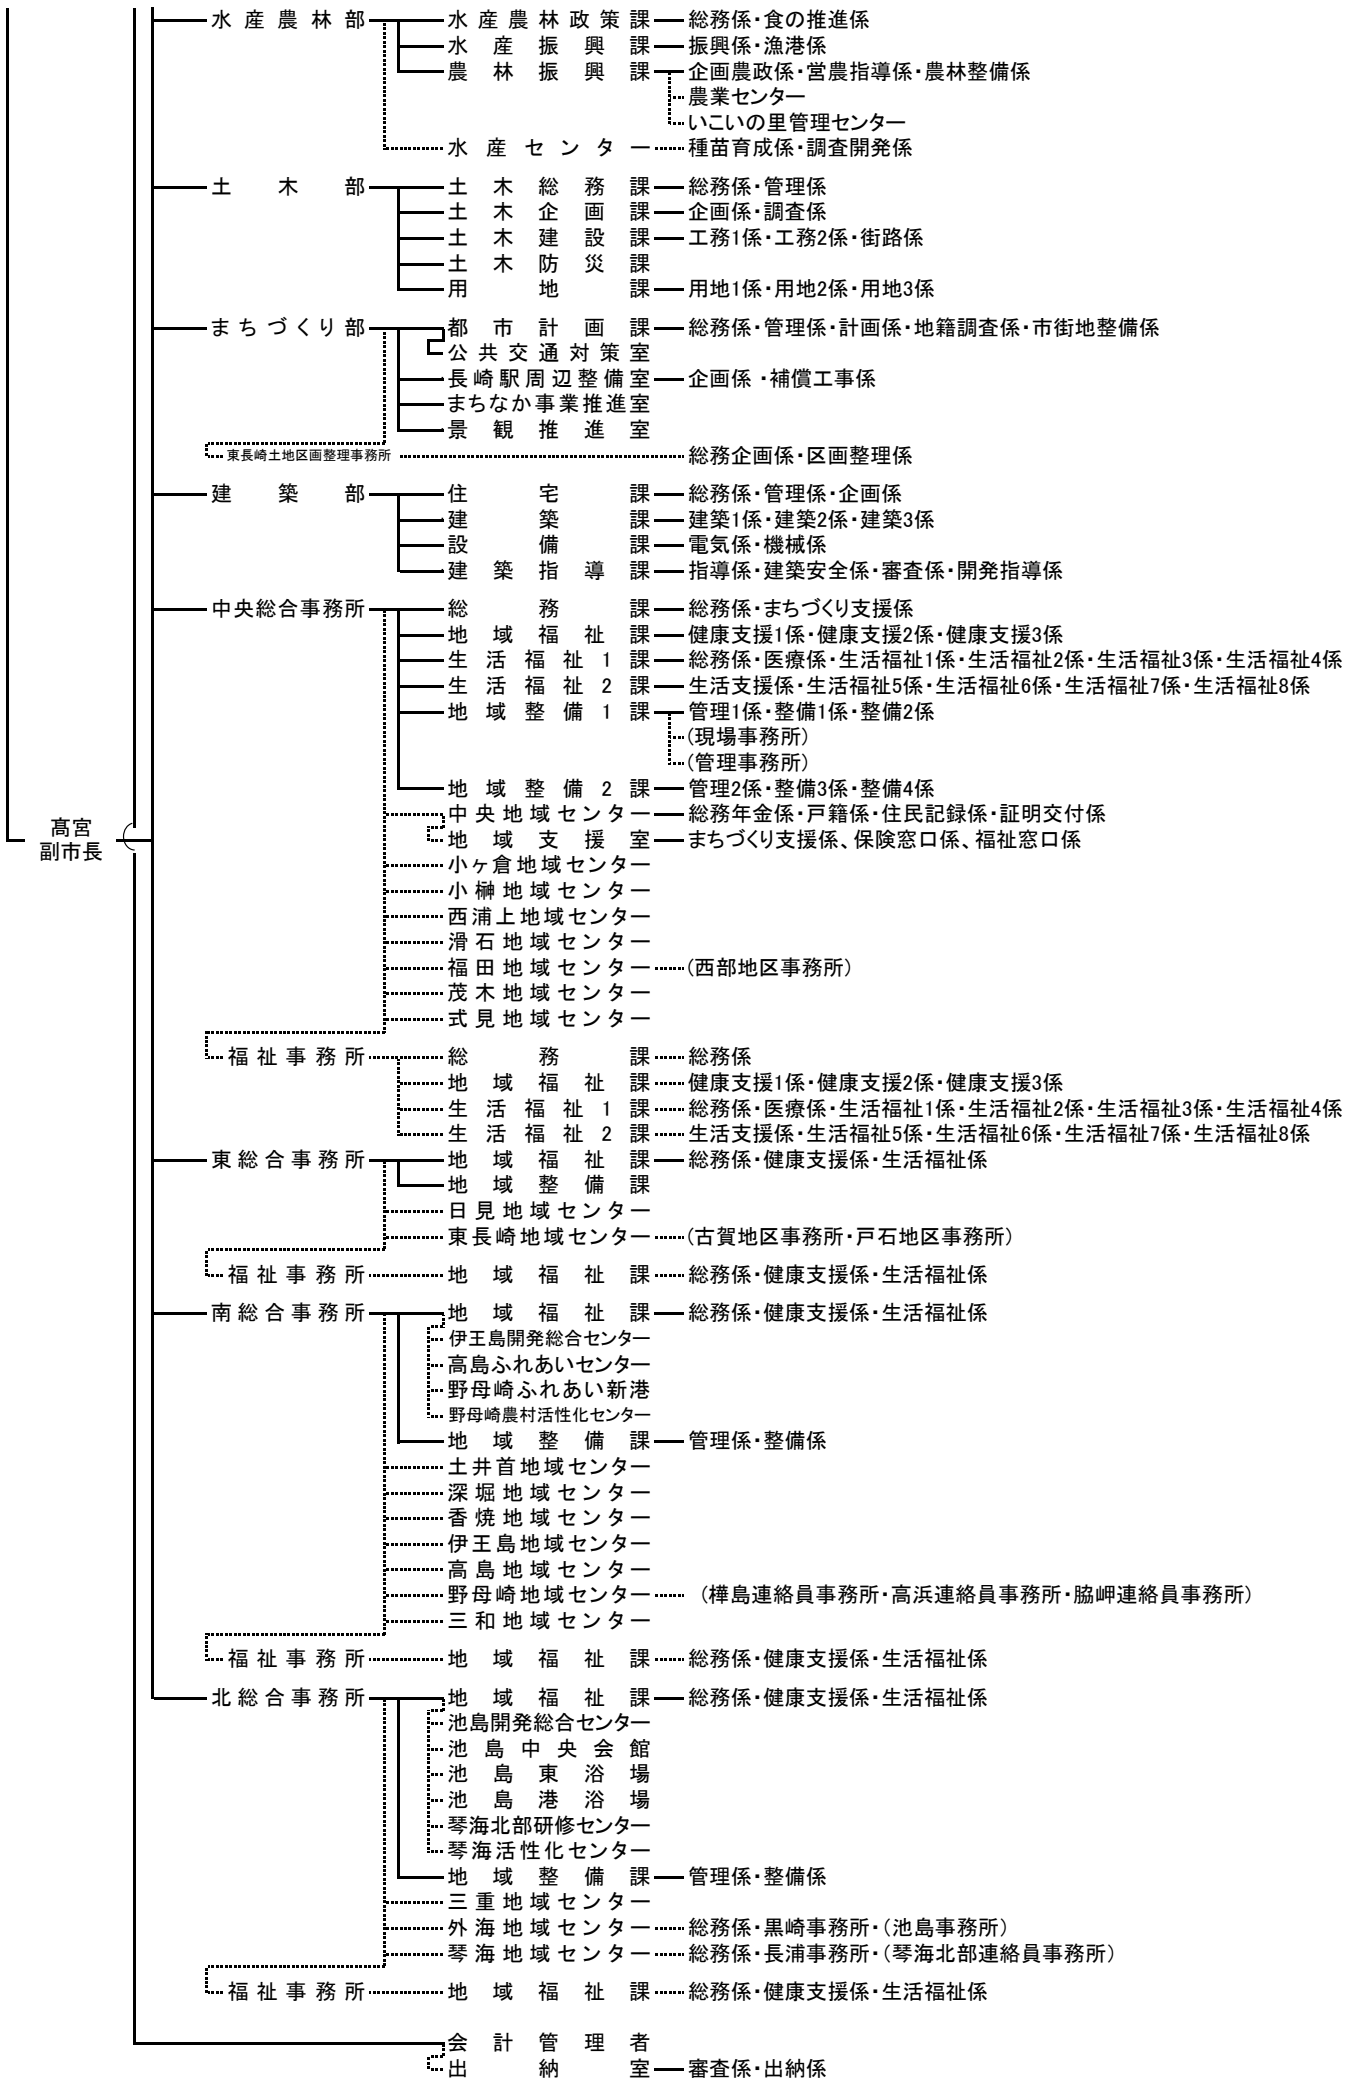 水産農林部 水産農林政策課 総務係・食の推進係
水産振興課 振興係・漁港係
農林振興課 企画農政係・営農指導係・農林整備係
農業センター
いこいの里管理センター
水産センター 種苗育成係・調査開発係
土木部 土木総務課 総務係・管理係
土木企画課 企画係・調査係
土木建設課 工務1係・工務2係・街路係
土木防災課
用地課 用地1係・用地2係・用地3係
まちづくり部 都市計画課 総務係・管理係・計画係・地籍調査係・市街地整備係
公共交通対策室
長崎駅周辺整備室 企画係・補償工事係
まちなか事業推進室
景観推進室
東長崎土地区画整理事務所 総務企画係・区画整理係
建築部 住宅課 総務係・管理係・企画係
建築課 建築1係・建築2係・建築3係
設備課 電気係・機械係
建築指導課 指導係・建築安全係・審査係・開発指導係
中央総合事務所 総務課 総務係・まちづくり支援係
地域福祉課 健康支援1係・健康支援2係・健康支援3係
生活福祉1課 総務係・医療係・生活福祉1係・生活福祉2係・生活福祉3係・生活福祉4係
生活福祉2課 生活支援係・生活福祉5係・生活福祉6係・生活福祉7係・生活福祉8係
地域整備1課 管理1係・整備1係・整備2係
(現場事務所)
(管理事務所)
地域整備2課 管理2係・整備3係・整備4係
中央地域センター 総務年金係・戸籍係・住民記録係・証明交付係
髙宮
副市長
地域支援室 まちづくり支援係、保険窓口係、福祉窓口係
小ヶ倉地域センター
小榊地域センター
西浦上地域センター
滑石地域センター
福田地域センター (西部地区事務所)
茂木地域センター
式見地域センター
福祉事務所 総務課 総務係
地域福祉課 健康支援1係・健康支援2係・健康支援3係
生活福祉1課 総務係・医療係・生活福祉1係・生活福祉2係・生活福祉3係・生活福祉4係
生活福祉2課 生活支援係・生活福祉5係・生活福祉6係・生活福祉7係・生活福祉8係
東総合事務所 地域福祉課 総務係・健康支援係・生活福祉係
地域整備課
日見地域センター
東長崎地域センター (古賀地区事務所・戸石地区事務所)
福祉事務所 地域福祉課 総務係・健康支援係・生活福祉係
南総合事務所 地域福祉課 総務係・健康支援係・生活福祉係
伊王島開発総合センター
高島ふれあいセンター
野母崎ふれあい新港
野母崎農村活性化センター
地域整備課 管理係・整備係
土井首地域センター
深堀地域センター
香焼地域センター
伊王島地域センター
高島地域センター
野母崎地域センター (樺島連絡員事務所・高浜連絡員事務所・脇岬連絡員事務所)
三和地域センター
福祉事務所 地域福祉課 総務係・健康支援係・生活福祉係
北総合事務所 地域福祉課 総務係・健康支援係・生活福祉係
池島開発総合センター
池島中央会館
池島東浴場
池島港浴場
琴海北部研修センター
琴海活性化センター
地域整備課 管理係・整備係
三重地域センター
外海地域センター 総務係・黒崎事務所・(池島事務所)
琴海地域センター 総務係・長浦事務所・(琴海北部連絡員事務所)
福祉事務所 地域福祉課 総務係・健康支援係・生活福祉係
会計管理者
出納室 審査係・出納係